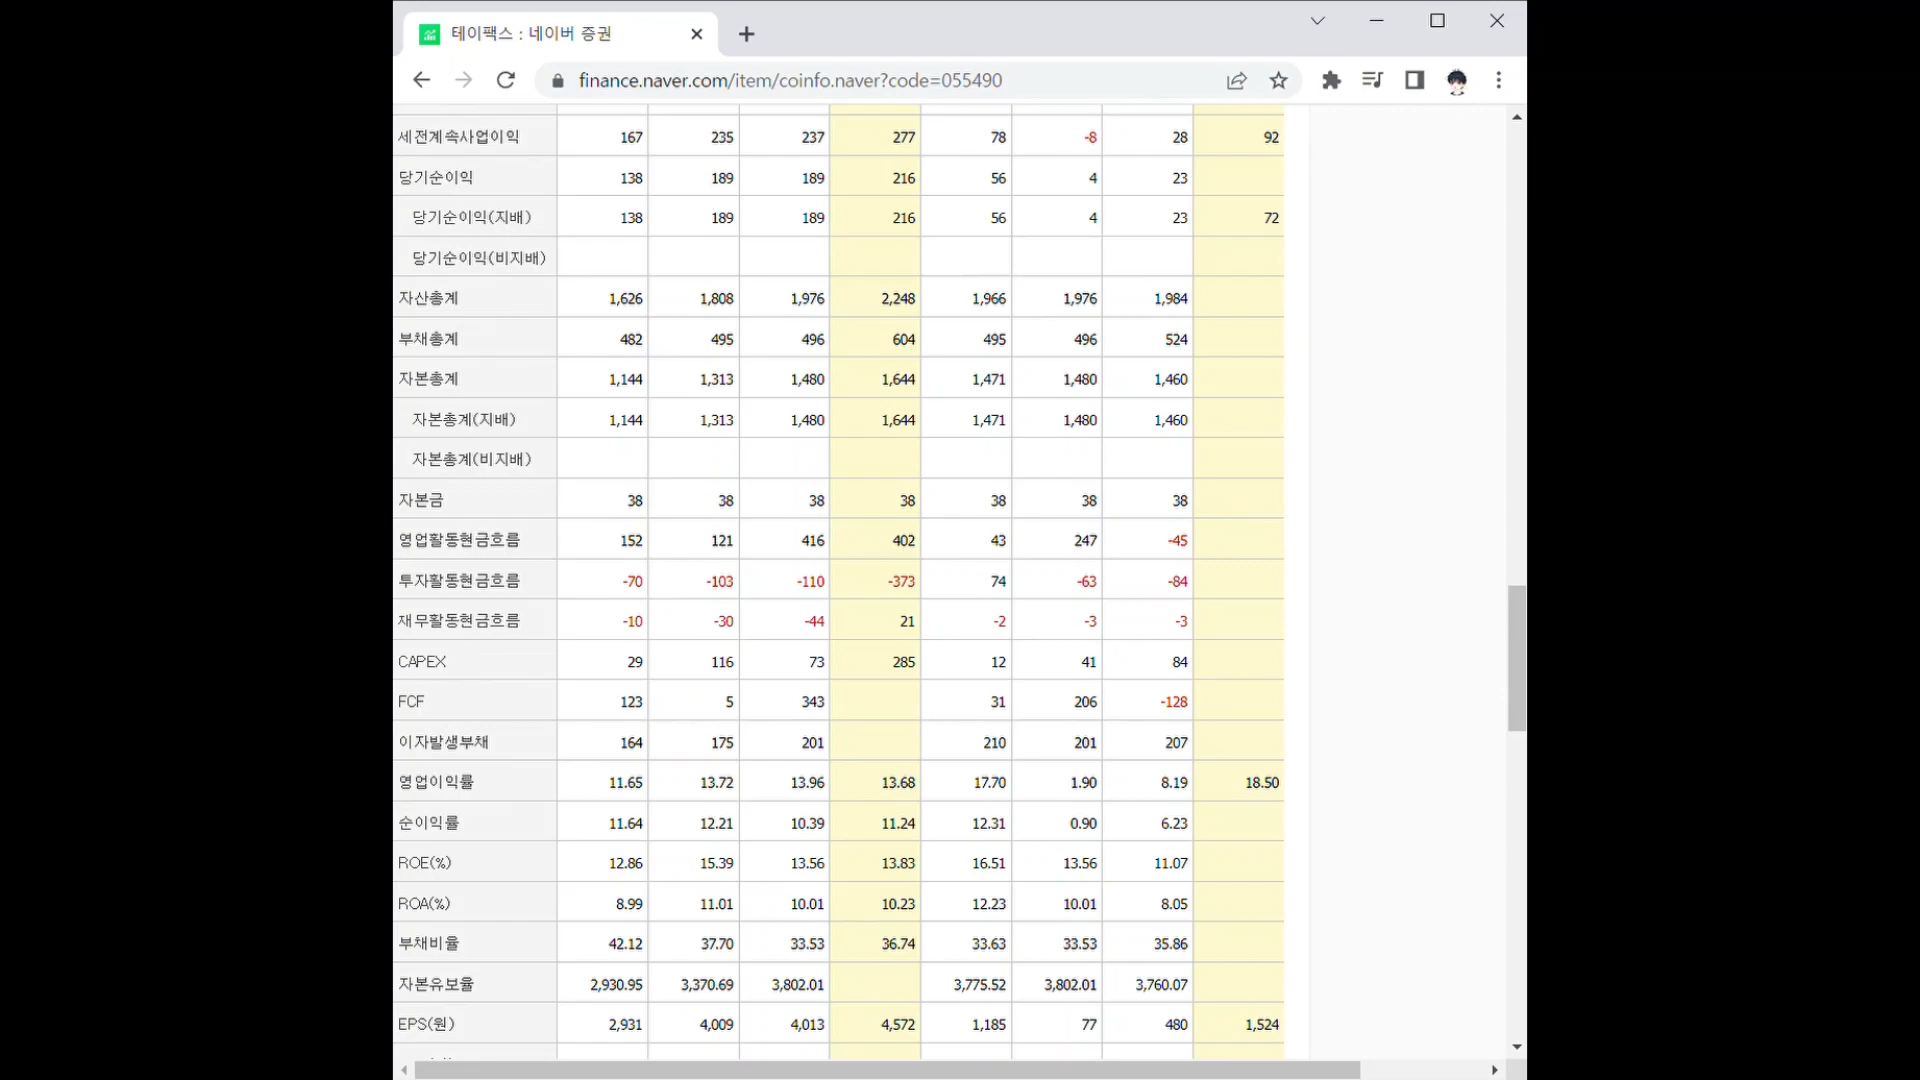 테이팩스 : 네이버 증권
finance.naver.com/item/coinfo.naver?code=055490
세전계속사업이익 167 235 237 277 78 -8 28 92
당기순이익 138 189 189 216 56 4 23
당기순이익(지배) 138 189 189 216 56 4 23 72
당기순이익(비지배)
자산총계 1,626 1,808 1,976 2,248 1,966 1,976 1,984
부채총계 482 495 496 604 495 496 524
자본총계 1,144 1,313 1,480 1,644 1,471 1,480 1,460
자본총계(지배) 1,144 1,313 1,480 1,644 1,471 1,480 1,460
자본총계(비지배)
자본금 38 38 38 38 38 38 38
영업활동현금흐름 152 121 416 402 43 247 -45
투자활동현금흐름 -70 -103 -110 -373 74 -63 -84
재무활동현금흐름 -10 -30 -44 21 -2 -3 -3
CAPEX 29 116 73 285 12 41 84
FCF 123 5 343 31 206 -128
이자발생부채 164 175 201 210 201 207
영업이익률 11.65 13.72 13.96 13.68 17.70 1.90 8.19 18.50
순이익률 11.64 12.21 10.39 11.24 12.31 0.90 6.23
ROE(%) 12.86 15.39 13.56 13.83 16.51 13.56 11.07
ROA(%) 8.99 11.01 10.01 10.23 12.23 10.01 8.05
부채비율 42.12 37.70 33.53 36.74 33.63 33.53 35.86
자본유보율 2,930.95 3,370.69 3,802.01 3,775.52 3,802.01 3,760.07
EPS(원) 2,931 4,009 4,013 4,572 1,185 77 480 1,524